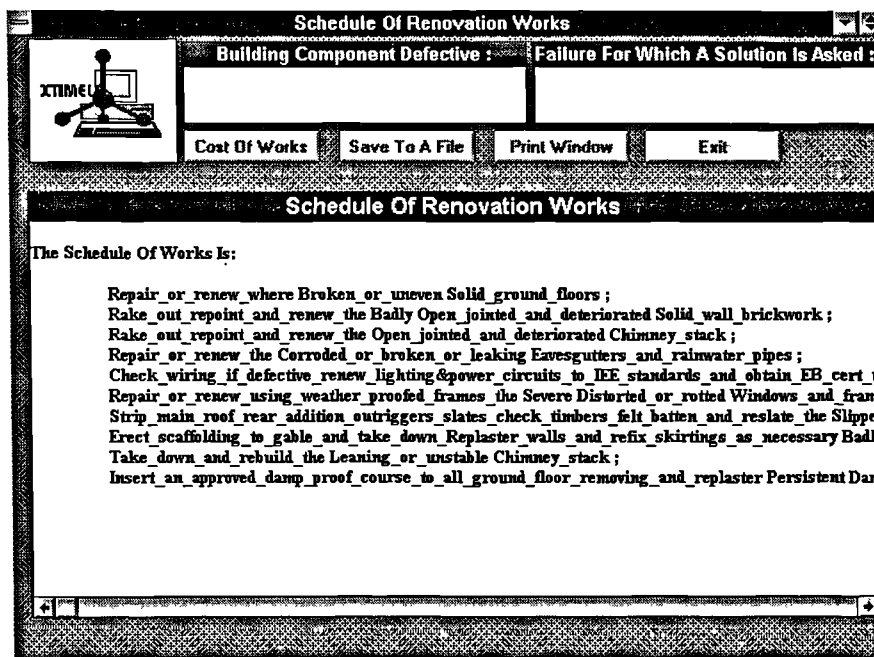 Schedule Of Renovation Works
Building Component Defective :
Failure For Which A Solution Is Asked :
XTIMEL
Cost Of Works
Save To A File
Print Window
Exit
Schedule Of Renovation Works
The Schedule Of Works Is:
Repair_or_renew_where Broken_or_uneven Solid_ground_floors ;
Rake_out_repoint_and_renew_the Badly Open_jointed_and_deteriorated Solid_wall_brickwork ;
Rake_out_repoint_and_renew_the Open_jointed_and_deteriorated Chimney_stack ;
Repair_or_renew_the Corroded_or_broken_or_leaking Eavesgutters_and_rainwater_pipes ;
Check_wiring_if_defective_renew_lighting&power_circuits_to_IEE_standards_and_obtain_EB_cert_
Repair_or_renew_using_weather_proofed_frames_the Severe Distorted_or_rotted Windows_and_fram
Strip_main_roof_rear_addition_outriggers_slates_check_timbers_felt_batten_and_reslate_the Slippe
Erect_scaffolding_to_gable_and_take_down_Replaster_walls_and_refix_skirtings_as_necessary Badl
Take_down_and_rebuild_the Leaning_or_unstable Chimney_stack ;
Insert_an_approved_damp_proof_course_to_all_ground_floor_removing_and_replaster Persistent Dar